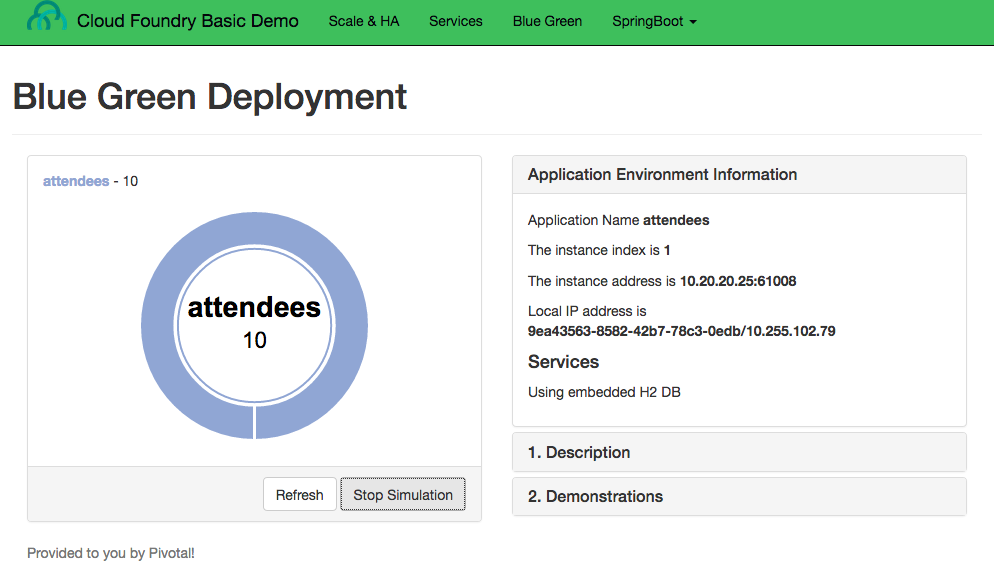 Cloud Foundry Basic Demo Scale & HA Services Blue Green SpringBoot
Blue Green Deployment
attendees - 10
attendees
10
Refresh Stop Simulation
Application Environment Information
Application Name attendees
The instance index is 1
The instance address is 10.20.20.25:61008
Local IP address is
9ea43563-8582-42b7-78c3-0edb/10.255.102.79
Services
Using embedded H2 DB
1. Description
2. Demonstrations
Provided to you by Pivotal!